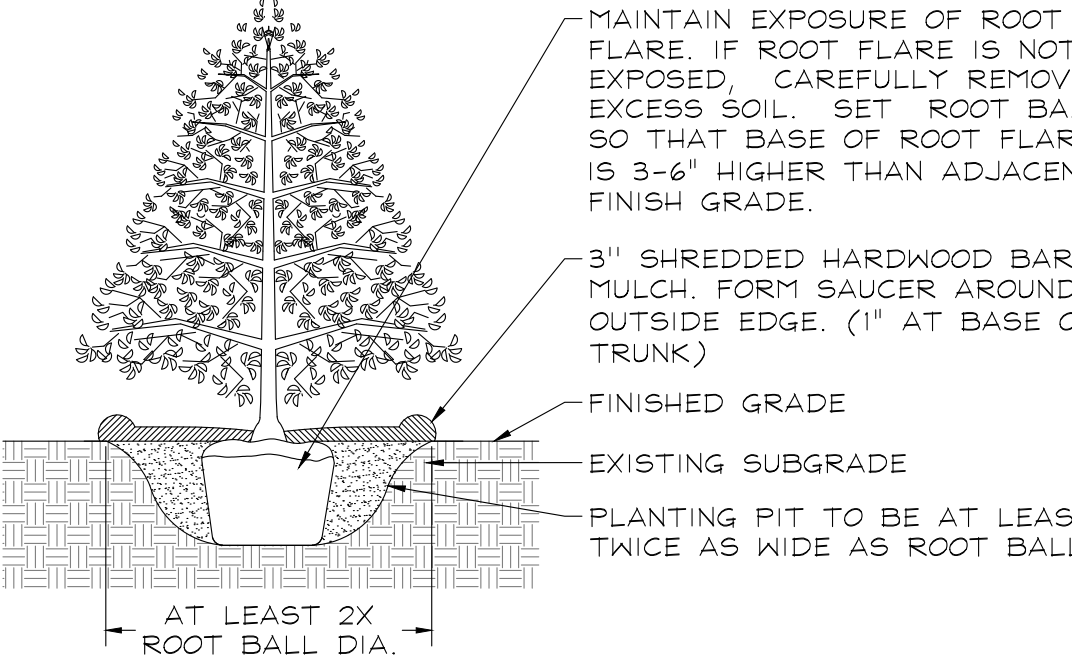 MAINTAIN EXPOSURE OF ROOT
FLARE. IF ROOT FLARE IS NOT
EXPOSED, CAREFULLY REMOV
EXCESS SOIL. SET ROOT BA
SO THAT BASE OF ROOT FLAR
IS 3-6" HIGHER THAN ADJACEN
FINISH GRADE.
3" SHREDDED HARDWOOD BAR
MULCH. FORM SAUCER AROUND
OUTSIDE EDGE. (1" AT BASE O
TRUNK)
FINISHED GRADE
EXISTING SUBGRADE
PLANTING PIT TO BE AT LEAS
TWICE AS WIDE AS ROOT BALL
AT LEAST 2X
ROOT BALL DIA.